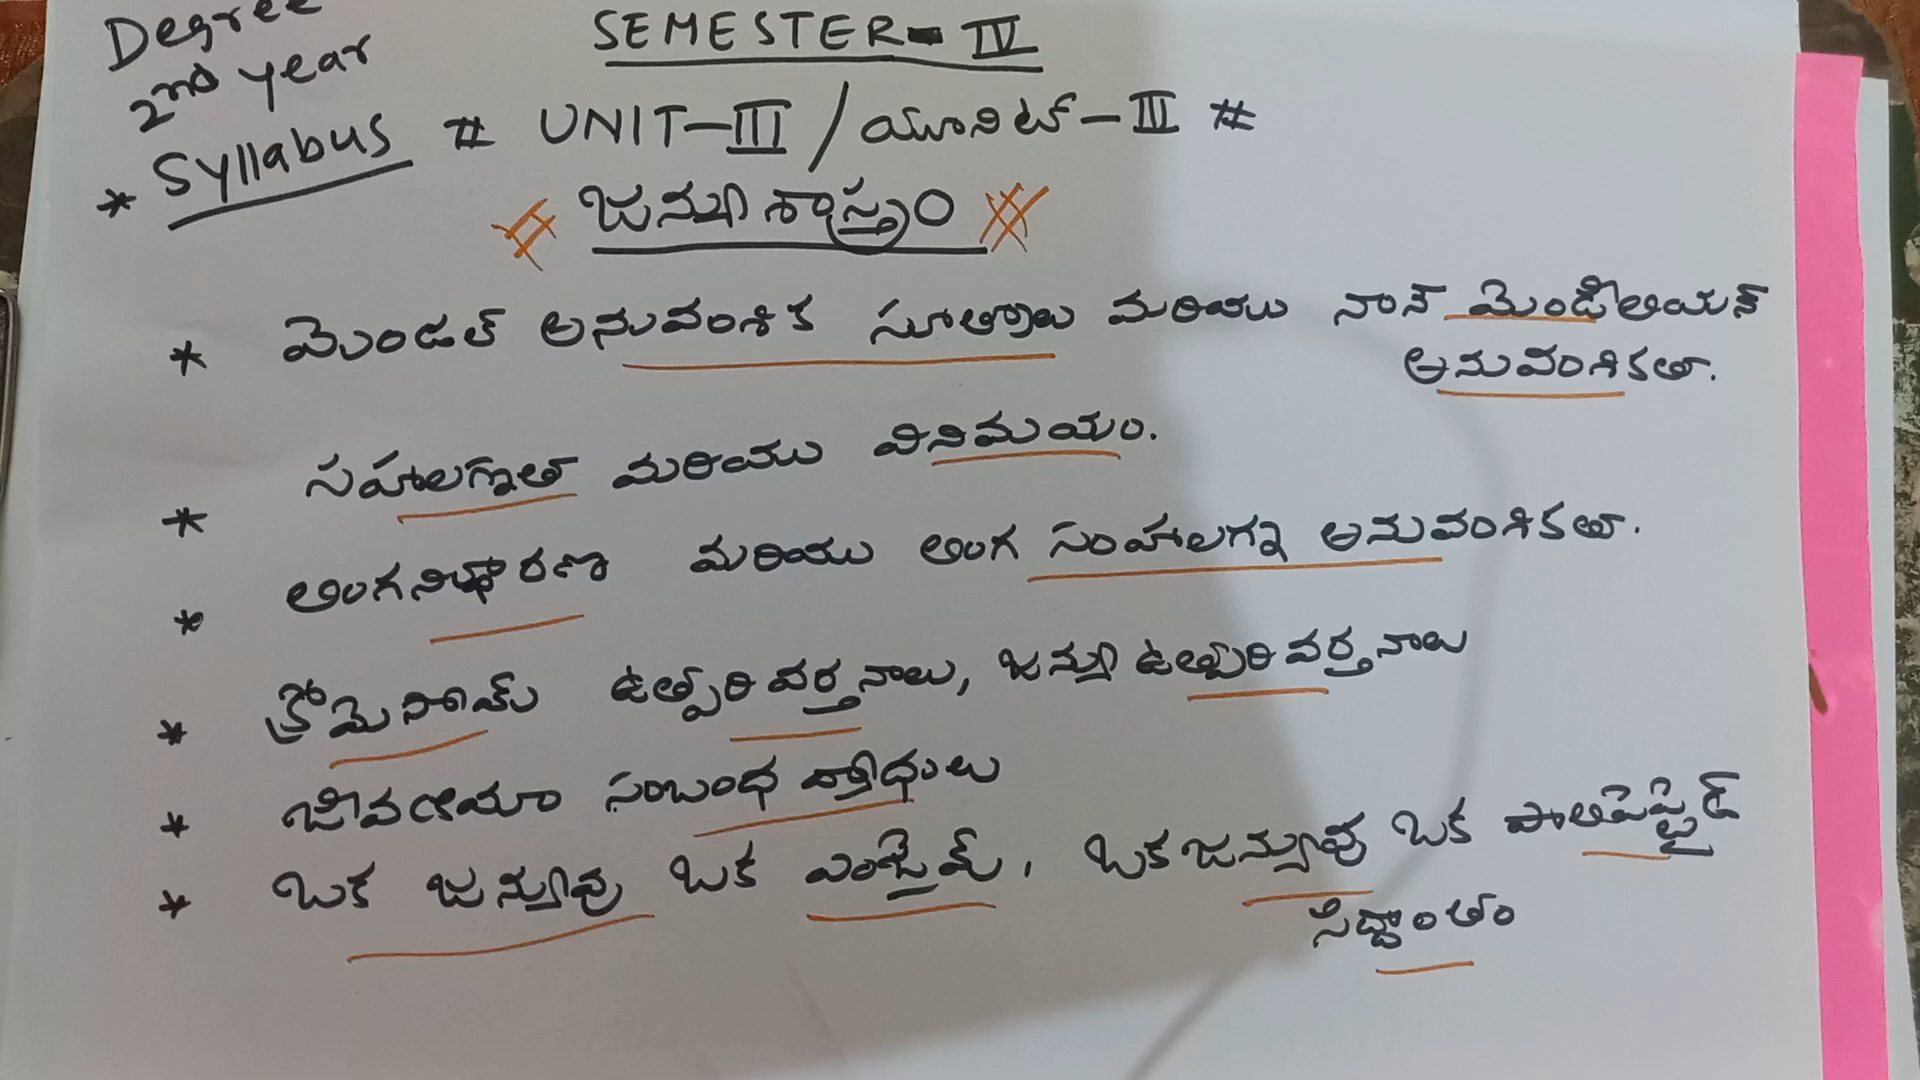 Degree
2nd year
* Syllabus
SEMESTER - IV
# UNIT-III / యూనిట్-III #
# జన్యు శాస్త్రం #
* మెండల్ అనువంశిక సూత్రాలు మరియు నాన్ మెండీలియన్
అనువంశికతా.
* సహలగ్నతా మరియు వినిమయం.
* లింగనిర్ధారణ మరియు లింగ సంహలగ్న అనువంశికతా.
* క్రోమోసోమ్ ఉత్పరివర్తనాలు, జన్యు ఉత్పరివర్తనాలు
* జీవక్రియా సంబంధ వ్యాధులు
* ఒక జన్యువు ఒక ఎంజైమ్, ఒక జన్యువు ఒక పాలిపెప్టైడ్
సిద్ధాంతం